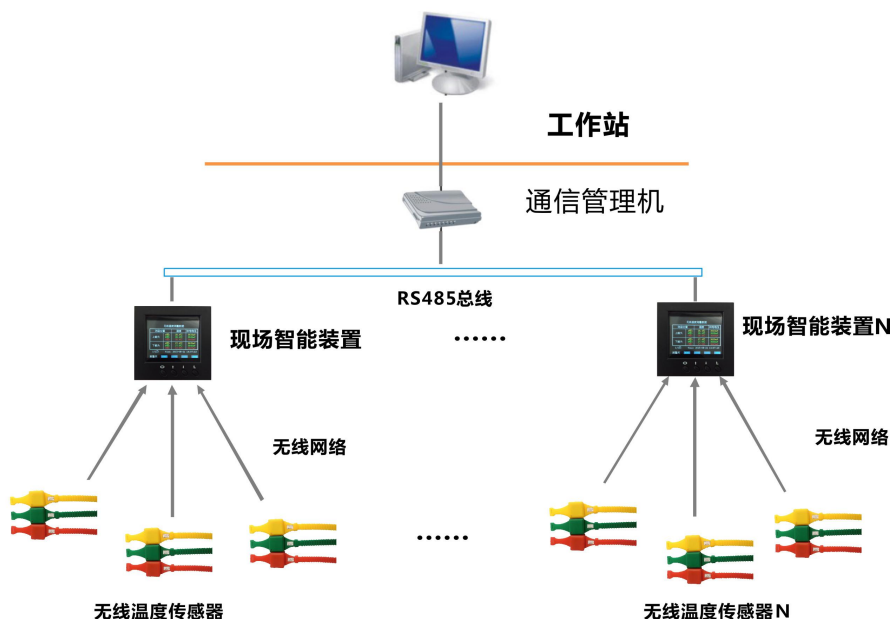 工作站
通信管理机
RS485总线
现场智能装置
......
现场智能装置N
无线网络
无线网络
......
无线温度传感器
无线温度传感器N